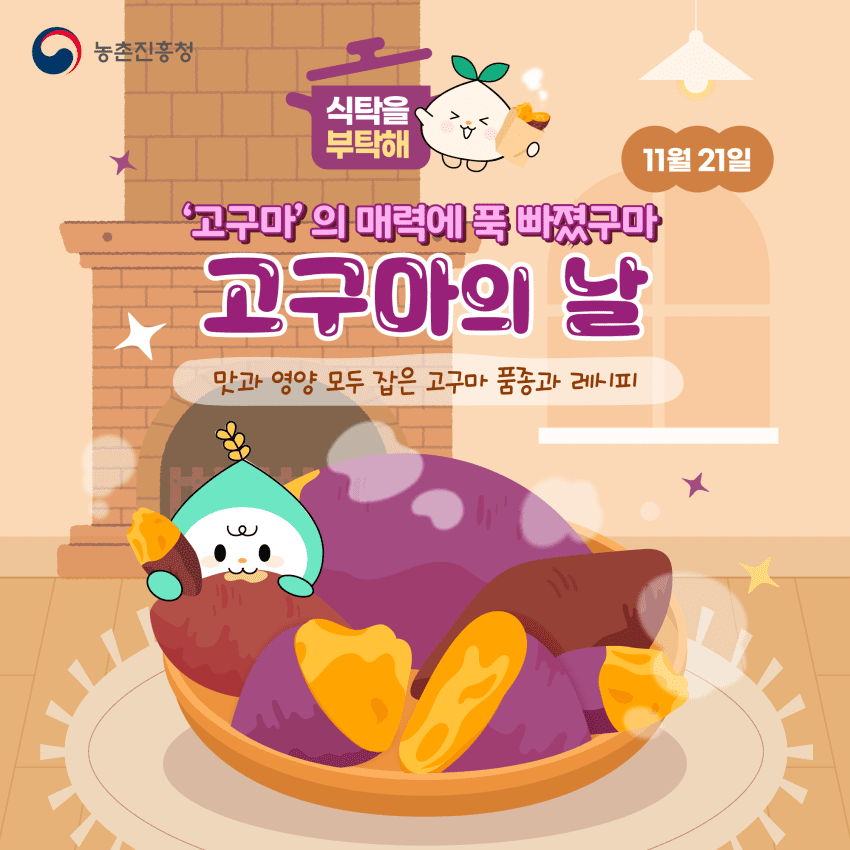 농촌진흥청
식탁을
부탁해
11월 21일
‘고구마’의 매력에 푹 빠졌구마
고구마의 날
맛과 영양 모두 잡은 고구마 품종과 레시피